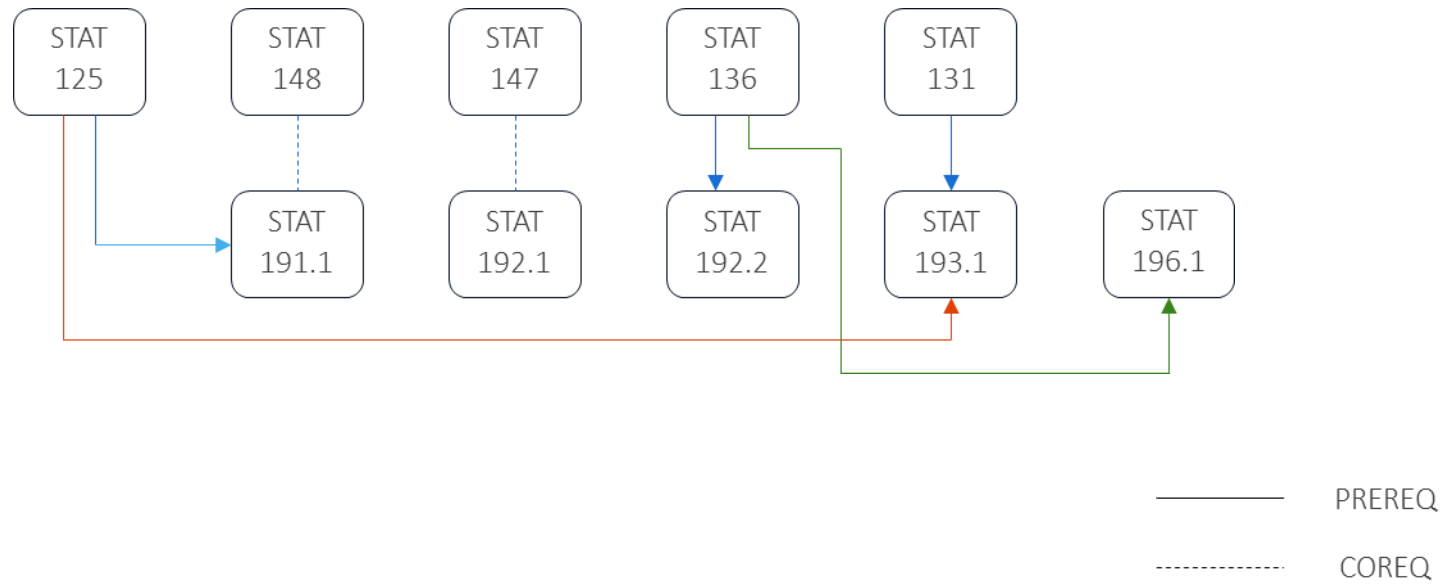 STAT
125
STAT
148
STAT
147
STAT
136
STAT
131
STAT
191.1
STAT
192.1
STAT
192.2
STAT
193.1
STAT
196.1
PREREQ
COREQ